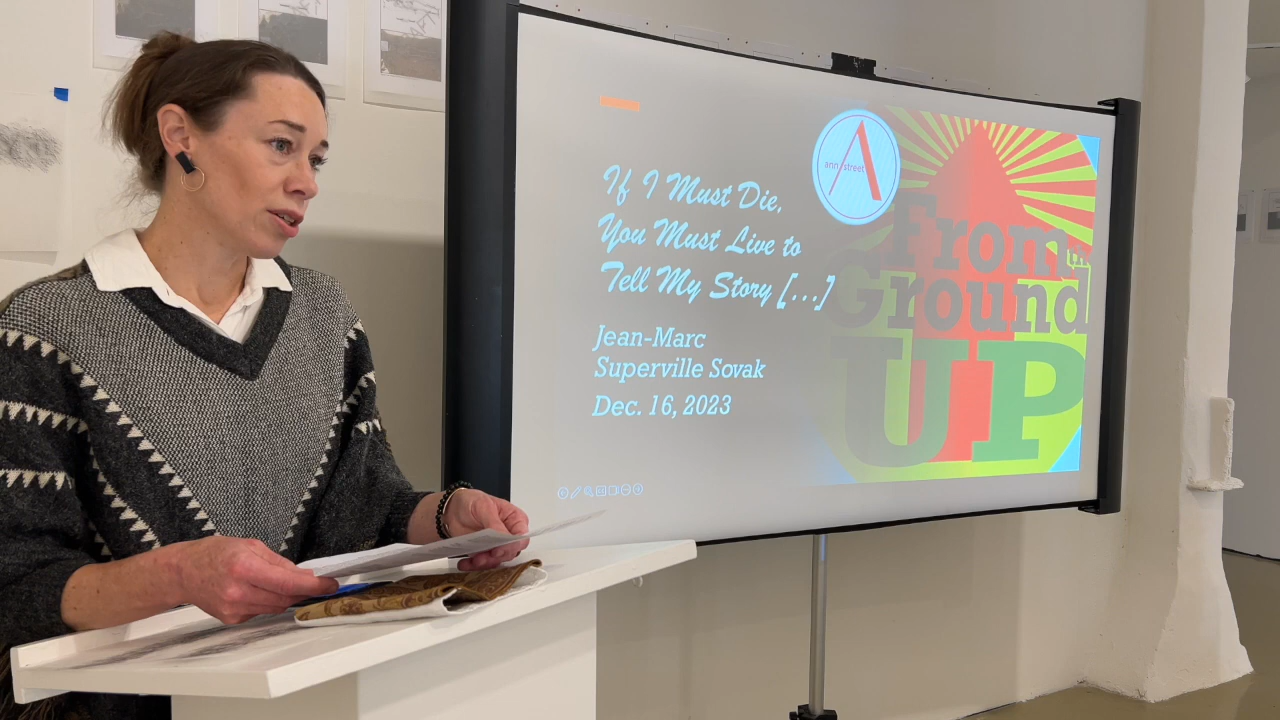 If I Must Die,
You Must Live to
Tell My Story [...]
Jean-Marc
Superville Sovak
Dec. 16, 2023
ann street
A
From the
Ground
UP